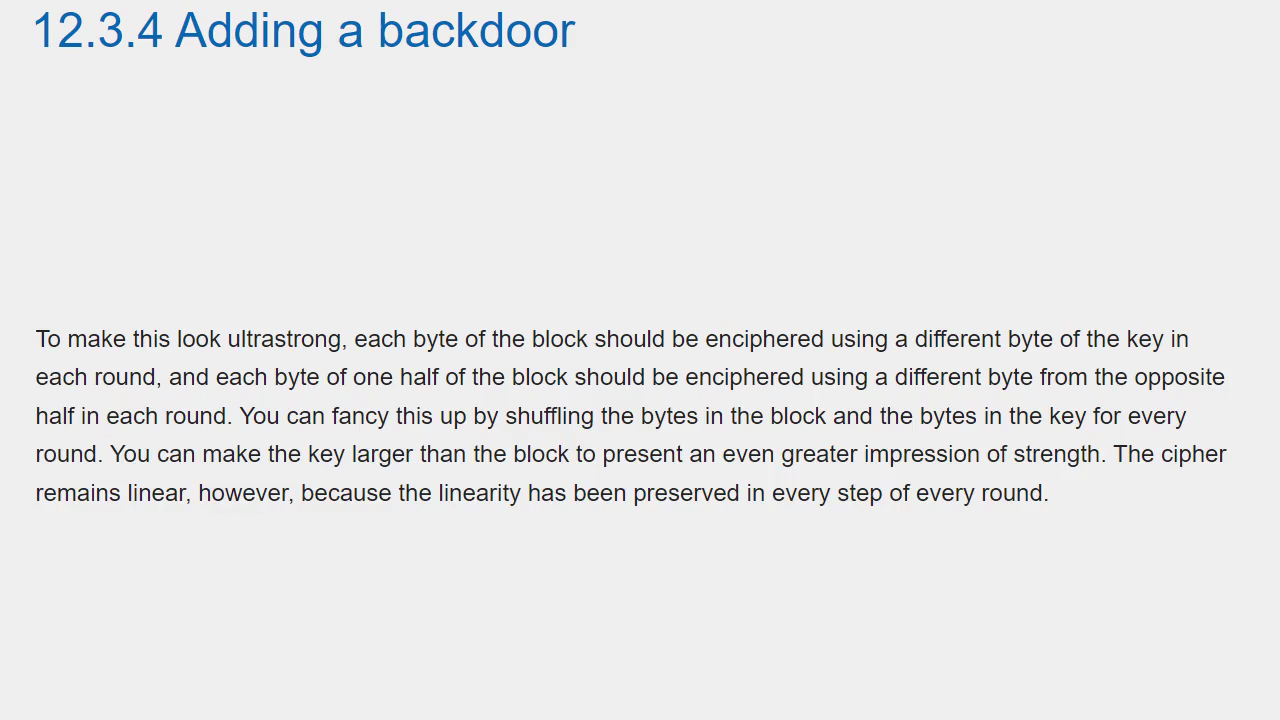 12.3.4 Adding a backdoor
To make this look ultrastrong, each byte of the block should be enciphered using a different byte of the key in
each round, and each byte of one half of the block should be enciphered using a different byte from the opposite
half in each round. You can fancy this up by shuffling the bytes in the block and the bytes in the key for every
round. You can make the key larger than the block to present an even greater impression of strength. The cipher
remains linear, however, because the linearity has been preserved in every step of every round.